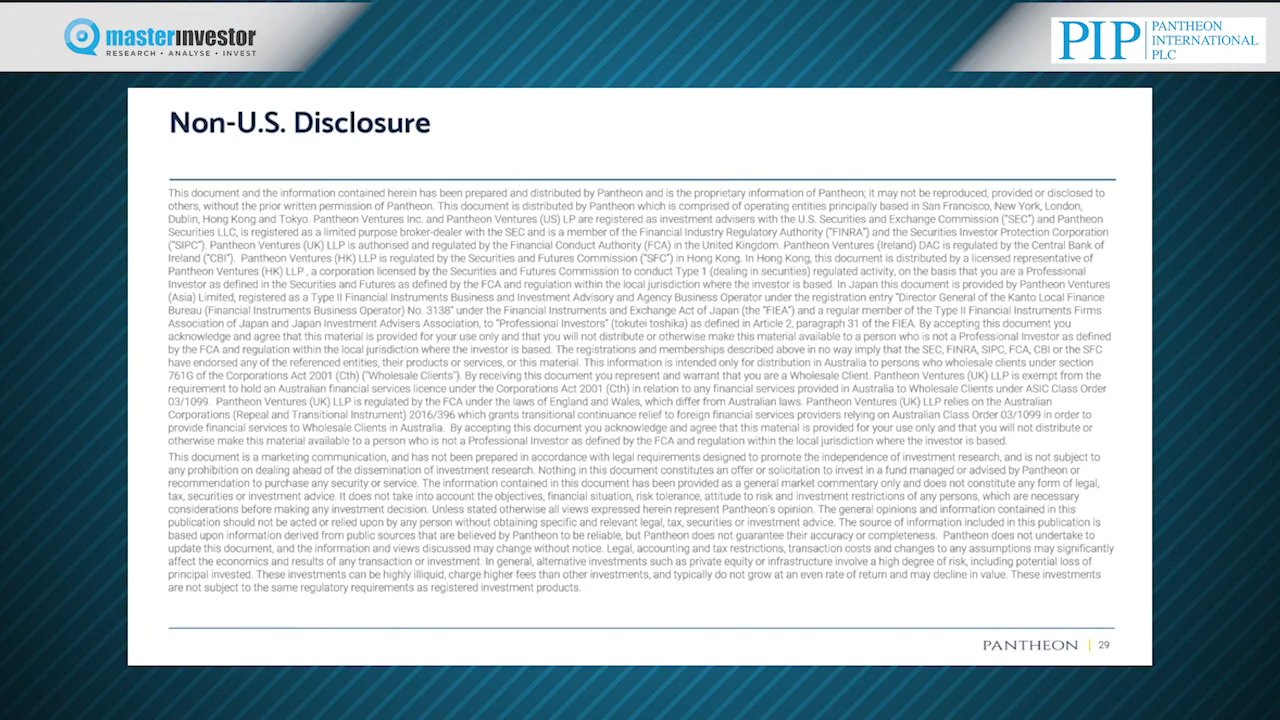 masterinvestor
RESEARCH • ANALYSE • INVEST
PIP
PANTHEON
INTERNATIONAL
PLC
Non-U.S. Disclosure
This document and the information contained herein has been prepared and distributed by Pantheon and is the proprietary information of Pantheon; it may not be reproduced, provided or disclosed to
others, without the prior written permission of Pantheon. This document is distributed by Pantheon which is comprised of operating entities principally based in San Francisco, New York, London,
Dublin, Hong Kong and Tokyo. Pantheon Ventures Inc. and Pantheon Ventures (US) LP are registered as investment advisers with the U.S. Securities and Exchange Commission ("SEC") and Pantheon
Securities LLC, is registered as a limited purpose broker-dealer with the SEC and is a member of the Financial Industry Regulatory Authority ("FINRA") and the Securities Investor Protection Corporation
("SIPC"). Pantheon Ventures (UK) LLP is authorised and regulated by the Financial Conduct Authority (FCA) in the United Kingdom. Pantheon Ventures (Ireland) DAC is regulated by the Central Bank of
Ireland ("CBI"). Pantheon Ventures (HK) LLP is regulated by the Securities and Futures Commission ("SFC") in Hong Kong. In Hong Kong, this document is distributed by a licensed representative of
Pantheon Ventures (HK) LLP , a corporation licensed by the Securities and Futures Commission to conduct Type 1 (dealing in securities) regulated activity, on the basis that you are a Professional
Investor as defined in the Securities and Futures as defined by the FCA and regulation within the local jurisdiction where the investor is based. In Japan this document is provided by Pantheon Ventures
(Asia) Limited, registered as a Type II Financial Instruments Business and Investment Advisory and Agency Business Operator under the registration entry "Director General of the Kanto Local Finance
Bureau (Financial Instruments Business Operator) No. 3138" under the Financial Instruments and Exchange Act of Japan (the "FIEA") and a regular member of the Type II Financial Instruments Firms
Association of Japan and Japan Investment Advisers Association, to "Professional Investors" (tokutei toshika) as defined in Article 2, paragraph 31 of the FIEA. By accepting this document you
acknowledge and agree that this material is provided for your use only and that you will not distribute or otherwise make this material available to a person who is not a Professional Investor as defined
by the FCA and regulation within the local jurisdiction where the investor is based. The registrations and memberships described above in no way imply that the SEC, FINRA, SIPC, FCA, CBI or the SFC
have endorsed any of the referenced entities, their products or services, or this material. This information is intended only for distribution in Australia to persons who wholesale clients under section
761G of the Corporations Act 2001 (Cth) ("Wholesale Clients"). By receiving this document you represent and warrant that you are a Wholesale Client. Pantheon Ventures (UK) LLP is exempt from the
requirement to hold an Australian financial services licence under the Corporations Act 2001 (Cth) in relation to any financial services provided in Australia to Wholesale Clients under ASIC Class Order
03/1099. Pantheon Ventures (UK) LLP is regulated by the FCA under the laws of England and Wales, which differ from Australian laws. Pantheon Ventures (UK) LLP relies on the Australian
Corporations (Repeal and Transitional Instrument) 2016/396 which grants transitional continuance relief to foreign financial services providers relying on Australian Class Order 03/1099 in order to
provide financial services to Wholesale Clients in Australia. By accepting this document you acknowledge and agree that this material is provided for your use only and that you will not distribute or
otherwise make this material available to a person who is not a Professional Investor as defined by the FCA and regulation within the local jurisdiction where the investor is based.
This document is a marketing communication, and has not been prepared in accordance with legal requirements designed to promote the independence of investment research, and is not subject to
any prohibition on dealing ahead of the dissemination of investment research. Nothing in this document constitutes an offer or solicitation to invest in a fund managed or advised by Pantheon or
recommendation to purchase any security or service. The information contained in this document has been provided as a general market commentary only and does not constitute any form of legal,
tax, securities or investment advice. It does not take into account the objectives, financial situation, risk tolerance, attitude to risk and investment restrictions of any persons, which are necessary
considerations before making any investment decision. Unless stated otherwise all views expressed herein represent Pantheon's opinion. The general opinions and information contained in this
publication should not be acted or relied upon by any person without obtaining specific and relevant legal, tax, securities or investment advice. The source of information included in this publication is
based upon information derived from public sources that are believed by Pantheon to be reliable, but Pantheon does not guarantee their accuracy or completeness. Pantheon does not undertake to
update this document, and the information and views discussed may change without notice. Legal, accounting and tax restrictions, transaction costs and changes to any assumptions may significantly
affect the economics and results of any transaction or investment. In general, alternative investments such as private equity or infrastructure involve a high degree of risk, including potential loss of
principal invested. These investments can be highly illiquid, charge higher fees than other investments, and typically do not grow at an even rate of return and may decline in value. These investments
are not subject to the same regulatory requirements as registered investment products.
PANTHEON | 29